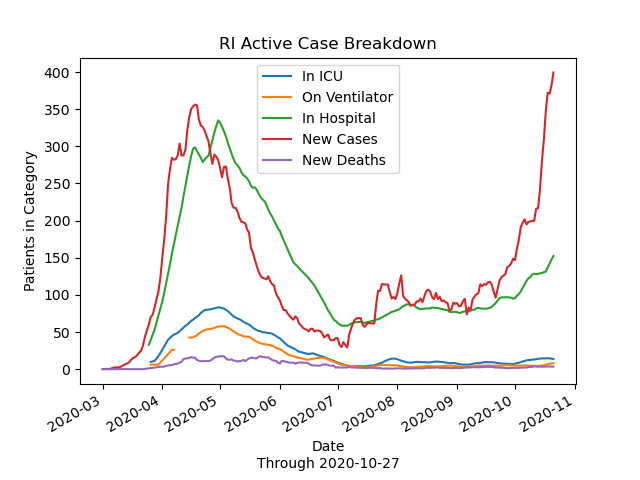 RI Active Case Breakdown
Patients in Category
400
350
300
250
200
150
100
50
0
In ICU
On Ventilator
In Hospital
New Cases
New Deaths
2020-03
2020-04
2020-05
2020-06
2020-07
2020-08
2020-09
2020-10
2020-11
Date
Through 2020-10-27